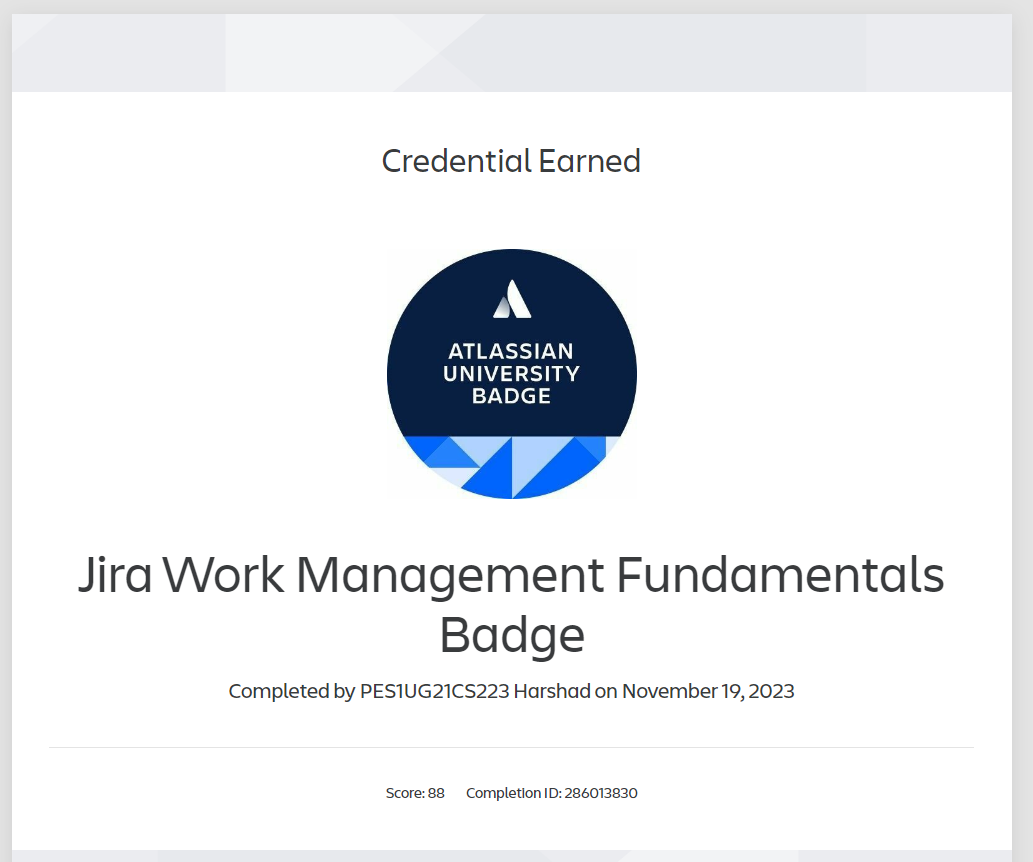 Credential Earned
ATLASSIAN
UNIVERSITY
BADGE
Jira Work Management Fundamentals
Badge
Completed by PES1UG21CS223 Harshad on November 19, 2023
Score: 88 Completion ID: 286013830